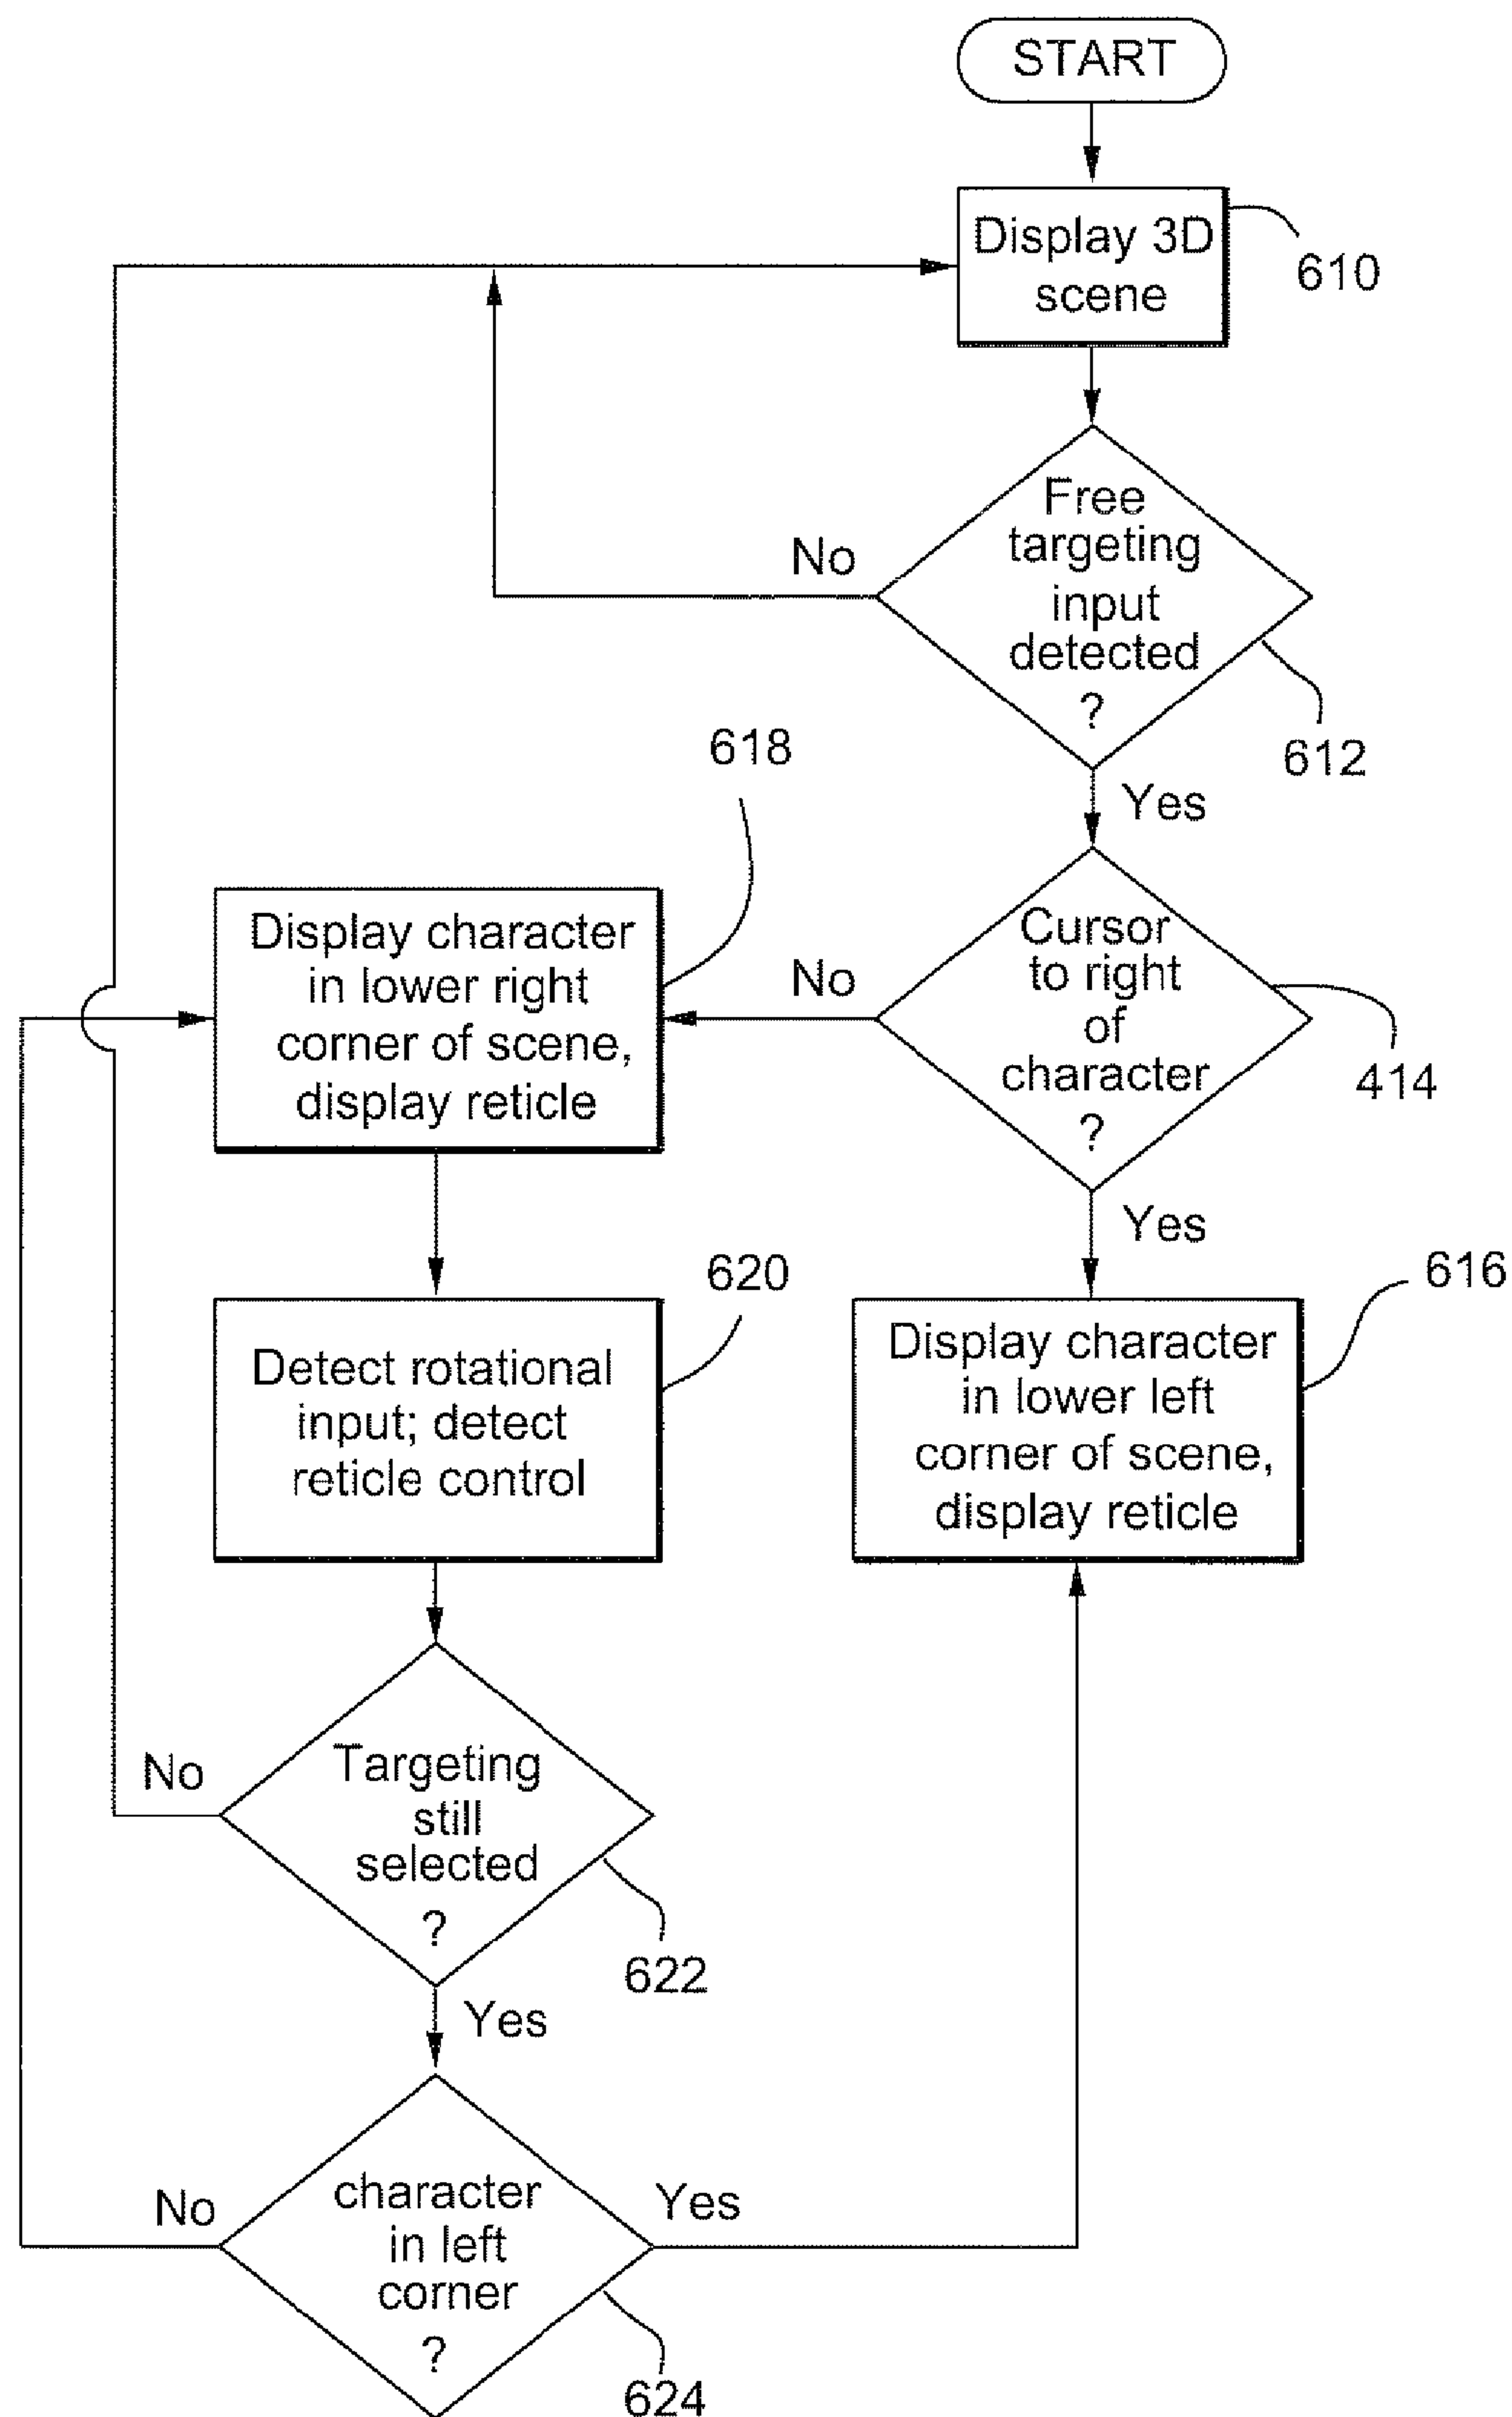 START
Display 3D
scene
610
Free
targeting
input
detected
?
No
612
Yes
618
Cursor
to right
of
character
?
No
414
Yes
Display character
in lower right
corner of scene,
display reticle
620
616
Detect rotational
input; detect
reticle control
Display character
in lower left
corner of scene,
display reticle
No
Targeting
still
selected
?
622
Yes
No
character
in left
corner
?
Yes
624